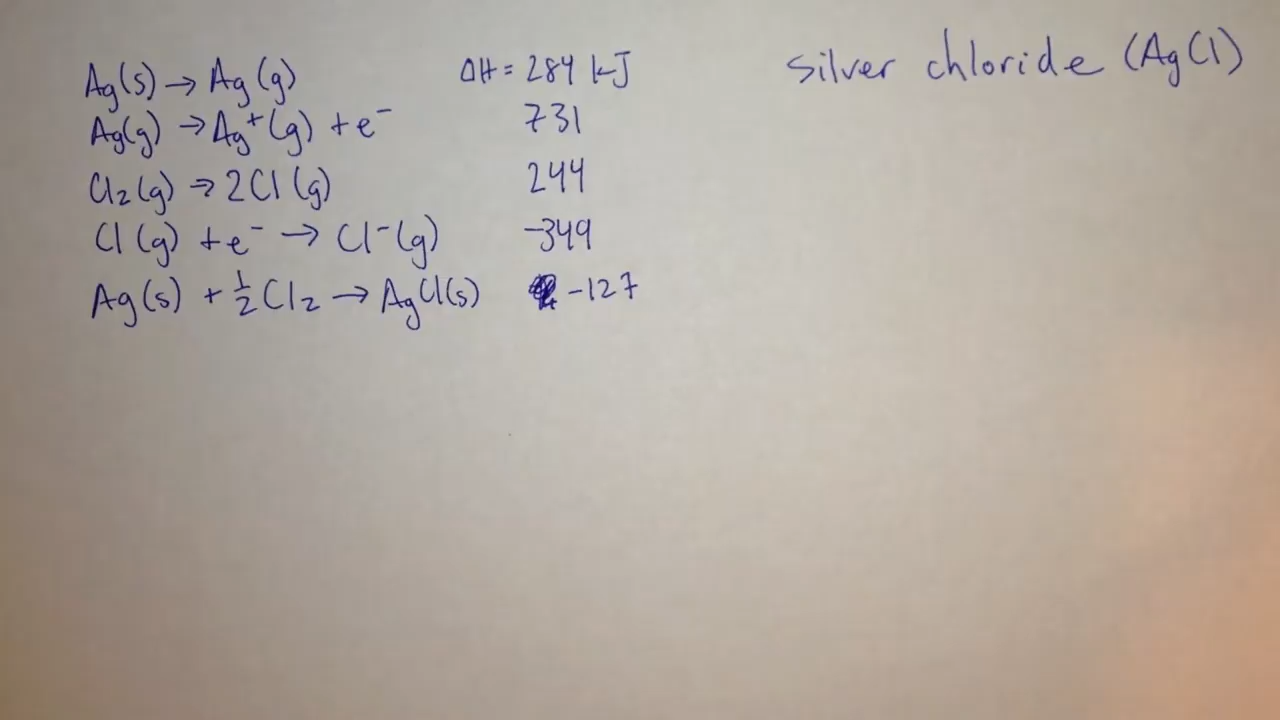 Ag(s) → Ag(g) ΔH = 284 kJ silver chloride (AgCl)
Ag(g) → Ag⁺(g) + e⁻ 731
Cl₂(g) → 2Cl(g) 244
Cl(g) + e⁻ → Cl⁻(g) -349
Ag(s) + ½Cl₂ → AgCl(s) -127